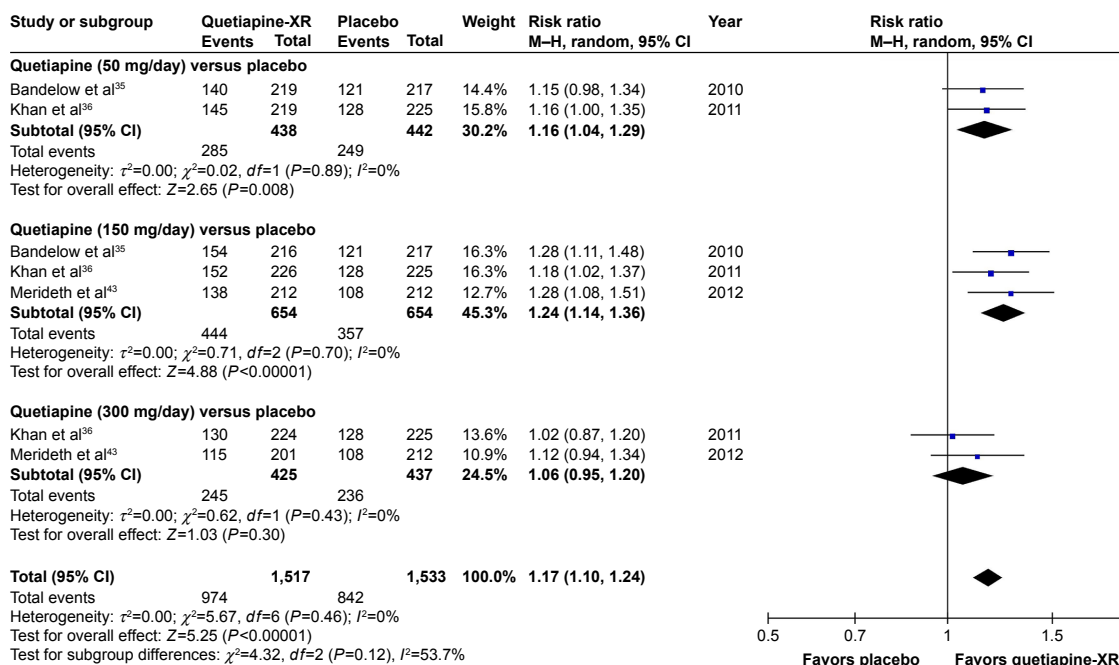 Study or subgroup Quetiapine-XR Placebo Weight Risk ratio Year Risk ratio
Events Total Events Total M–H, random, 95% CI M–H, random, 95% CI
Quetiapine (50 mg/day) versus placebo
Bandelow et al³⁵ 140 219 121 217 14.4% 1.15 (0.98, 1.34) 2010
Khan et al³⁶ 145 219 128 225 15.8% 1.16 (1.00, 1.35) 2011
Subtotal (95% CI) 438 442 30.2% 1.16 (1.04, 1.29)
Total events 285 249
Heterogeneity: τ²=0.00; χ²=0.02, df=1 (P=0.89); I²=0%
Test for overall effect: Z=2.65 (P=0.008)
Quetiapine (150 mg/day) versus placebo
Bandelow et al³⁵ 154 216 121 217 16.3% 1.28 (1.11, 1.48) 2010
Khan et al³⁶ 152 226 128 225 16.3% 1.18 (1.02, 1.37) 2011
Merideth et al⁴³ 138 212 108 212 12.7% 1.28 (1.08, 1.51) 2012
Subtotal (95% CI) 654 654 45.3% 1.24 (1.14, 1.36)
Total events 444 357
Heterogeneity: τ²=0.00; χ²=0.71, df=2 (P=0.70); I²=0%
Test for overall effect: Z=4.88 (P<0.00001)
Quetiapine (300 mg/day) versus placebo
Khan et al³⁶ 130 224 128 225 13.6% 1.02 (0.87, 1.20) 2011
Merideth et al⁴³ 115 201 108 212 10.9% 1.12 (0.94, 1.34) 2012
Subtotal (95% CI) 425 437 24.5% 1.06 (0.95, 1.20)
Total events 245 236
Heterogeneity: τ²=0.00; χ²=0.62, df=1 (P=0.43); I²=0%
Test for overall effect: Z=1.03 (P=0.30)
Total (95% CI) 1,517 1,533 100.0% 1.17 (1.10, 1.24)
Total events 974 842
Heterogeneity: τ²=0.00; χ²=5.67, df=6 (P=0.46); I²=0%
Test for overall effect: Z=5.25 (P<0.00001)
Test for subgroup differences: χ²=4.32, df=2 (P=0.12), I²=53.7%
0.5 0.7 1 1.5
Favors placebo Favors quetiapine-XR